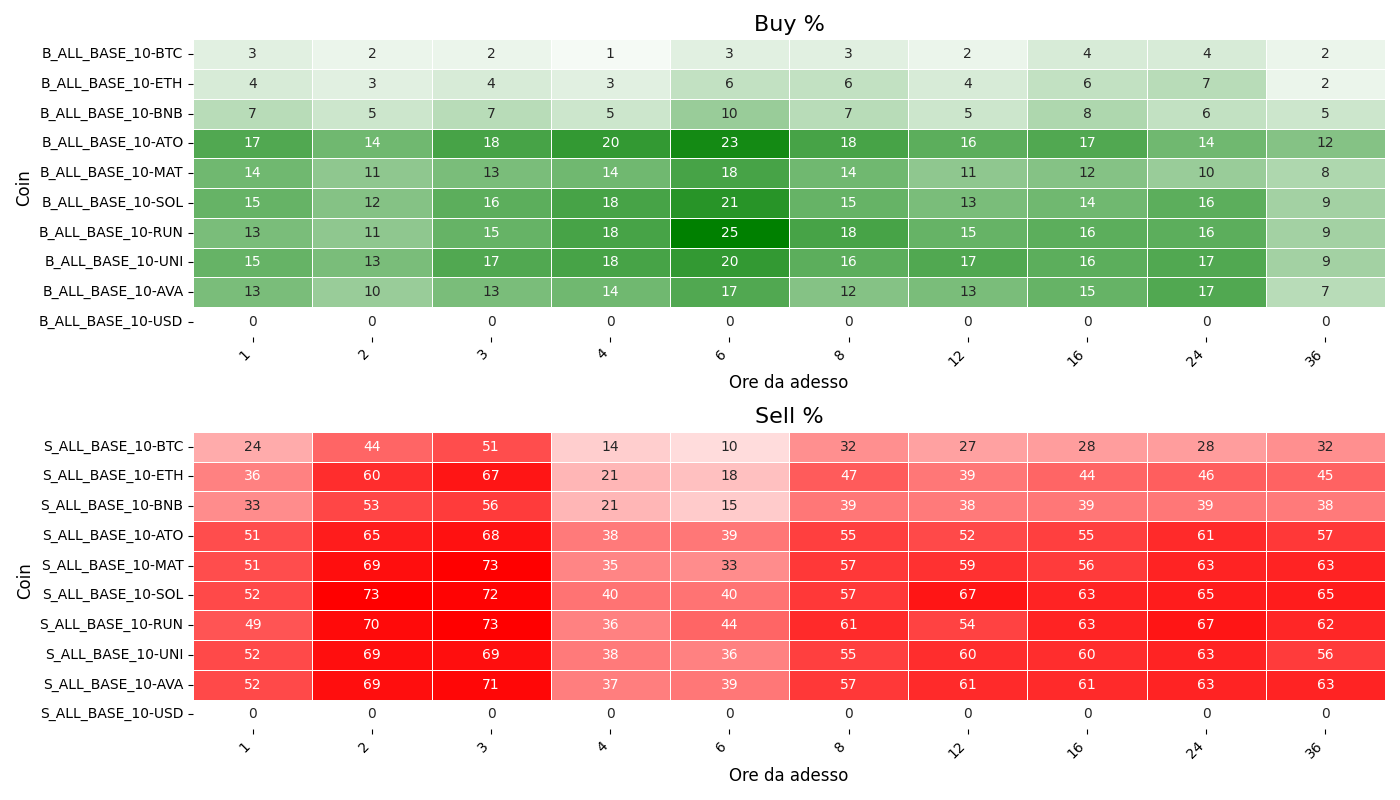 Buy %
Coin
B_ALL_BASE_10-BTC 3 2 2 1 3 3 2 4 4 2
B_ALL_BASE_10-ETH 4 3 4 3 6 6 4 6 7 2
B_ALL_BASE_10-BNB 7 5 7 5 10 7 5 8 6 5
B_ALL_BASE_10-ATO 17 14 18 20 23 18 16 17 14 12
B_ALL_BASE_10-MAT 14 11 13 14 18 14 11 12 10 8
B_ALL_BASE_10-SOL 15 12 16 18 21 15 13 14 16 9
B_ALL_BASE_10-RUN 13 11 15 18 25 18 15 16 16 9
B_ALL_BASE_10-UNI 15 13 17 18 20 16 17 16 17 9
B_ALL_BASE_10-AVA 13 10 13 14 17 12 13 15 17 7
B_ALL_BASE_10-USD 0 0 0 0 0 0 0 0 0 0
1 2 3 4 6 8 12 16 24 36
Ore da adesso
Sell %
Coin
S_ALL_BASE_10-BTC 24 44 51 14 10 32 27 28 28 32
S_ALL_BASE_10-ETH 36 60 67 21 18 47 39 44 46 45
S_ALL_BASE_10-BNB 33 53 56 21 15 39 38 39 39 38
S_ALL_BASE_10-ATO 51 65 68 38 39 55 52 55 61 57
S_ALL_BASE_10-MAT 51 69 73 35 33 57 59 56 63 63
S_ALL_BASE_10-SOL 52 73 72 40 40 57 67 63 65 65
S_ALL_BASE_10-RUN 49 70 73 36 44 61 54 63 67 62
S_ALL_BASE_10-UNI 52 69 69 38 36 55 60 60 63 56
S_ALL_BASE_10-AVA 52 69 71 37 39 57 61 61 63 63
S_ALL_BASE_10-USD 0 0 0 0 0 0 0 0 0 0
1 2 3 4 6 8 12 16 24 36
Ore da adesso